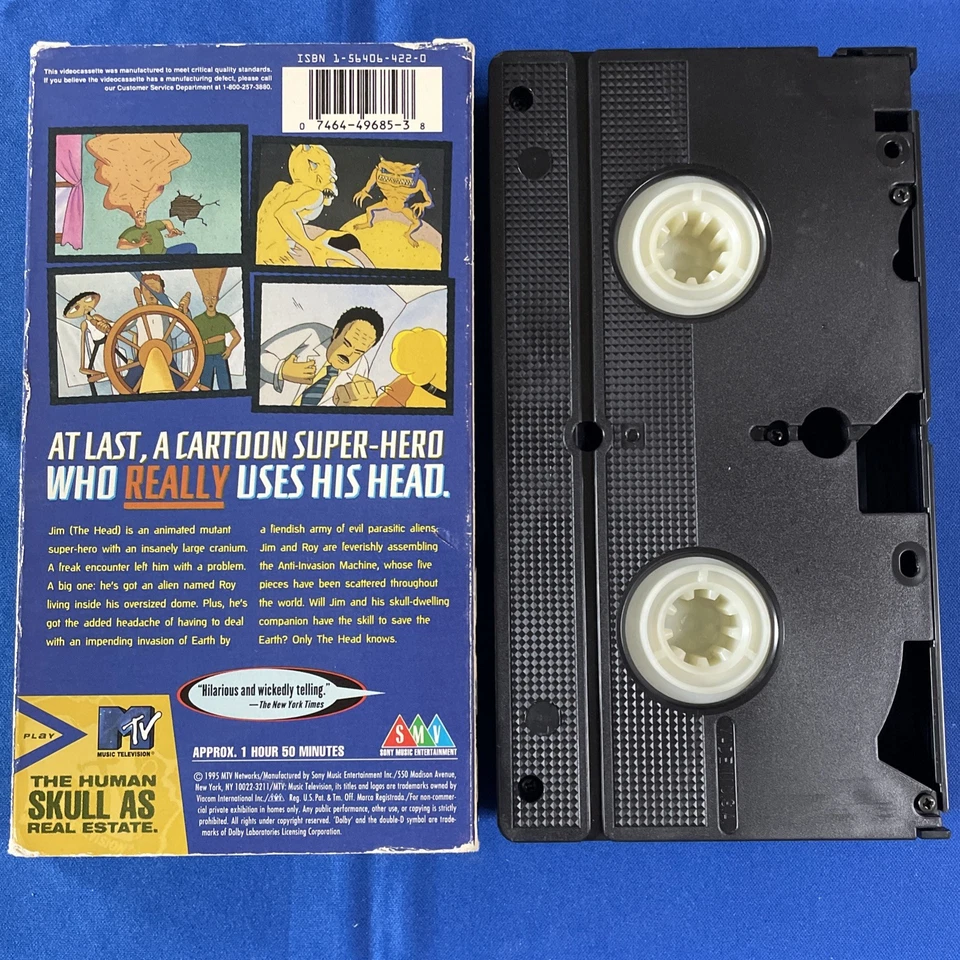 This videocassette was manufactured to meet critical quality standards.
If you believe the videocassette has a manufacturing defect, please call
our Customer Service Department at 1-800-257-3880.
ISBN 1-56406-422-0
0 7464-49685-3 8
AT LAST, A CARTOON SUPER-HERO
WHO REALLY USES HIS HEAD.
Jim (The Head) is an animated mutant
super-hero with an insanely large cranium.
A freak encounter left him with a problem.
A big one: he's got an alien named Roy
living inside his oversized dome. Plus, he's
got the added headache of having to deal
with an impending invasion of Earth by
a fiendish army of evil parasitic aliens.
Jim and Roy are feverishly assembling
the Anti-Invasion Machine, whose five
pieces have been scattered throughout
the world. Will Jim and his skull-dwelling
companion have the skill to save the
Earth? Only The Head knows.
"Hilarious and wickedly telling."
—The New York Times
PLAY
MTV
MUSIC TELEVISION®
THE HUMAN
SKULL AS
REAL ESTATE.
APPROX. 1 HOUR 50 MINUTES
SMV
SONY MUSIC ENTERTAINMENT
© 1995 MTV Networks/Manufactured by Sony Music Entertainment Inc./550 Madison Avenue,
New York, NY 10022-3211/MTV: Music Television, its titles and logos are trademarks owned by
Viacom International Inc./ Reg. U.S. Pat. & Tm. Off. Marca Registrada./For non-commer-
cial private exhibition in homes only. Any public performance, other use, or copying is strictly
prohibited. All rights under copyright reserved. 'Dolby' and the double-D symbol are trade-
marks of Dolby Laboratories Licensing Corporation.